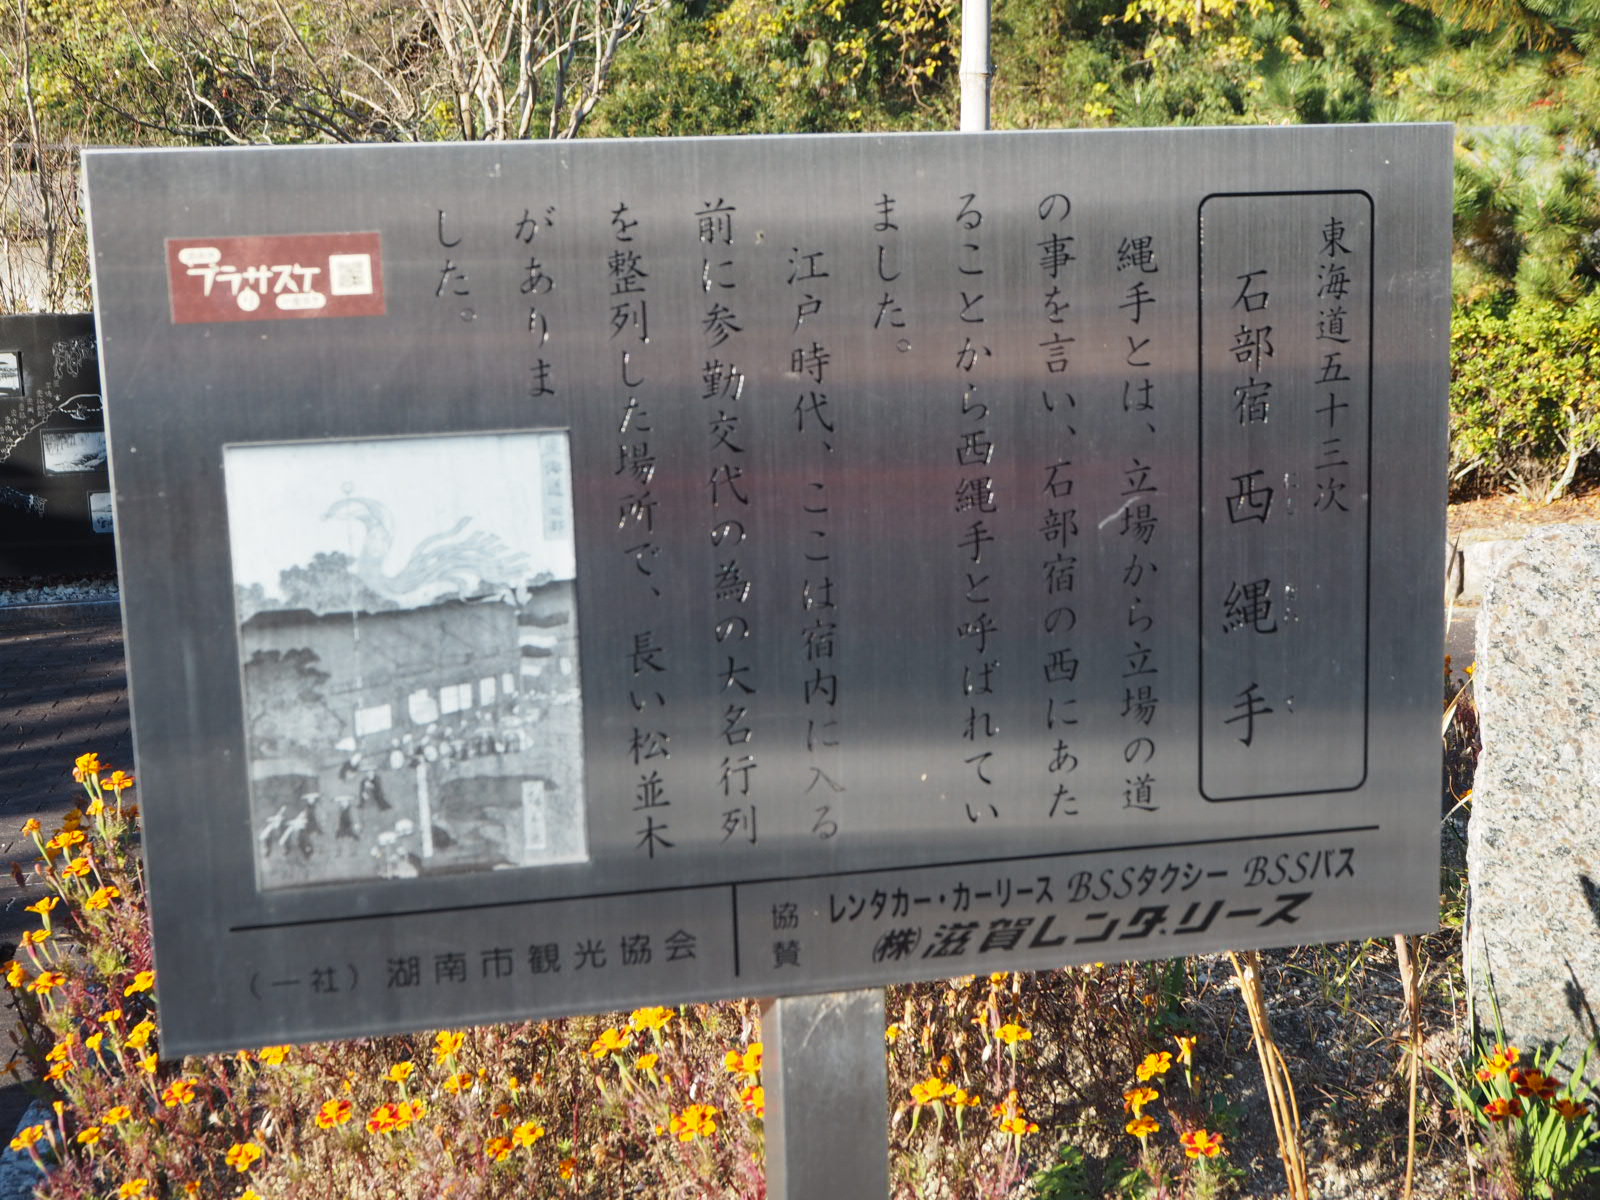 東海道五十三次
石部宿 西縄手
縄手とは、立場から立場の道
の事を言い、石部宿の西にあた
ることから西縄手と呼ばれてい
ました。
江戸時代、ここは宿内に入る
前に参勤交代の為の大名行列
を整列した場所で、長い松並木
がありま
した。
ブラサスケ
(一社)湖南市観光協会
協賛
レンタカー・カーリース BSSタクシー BSSバス
㈱滋賀レンタリース